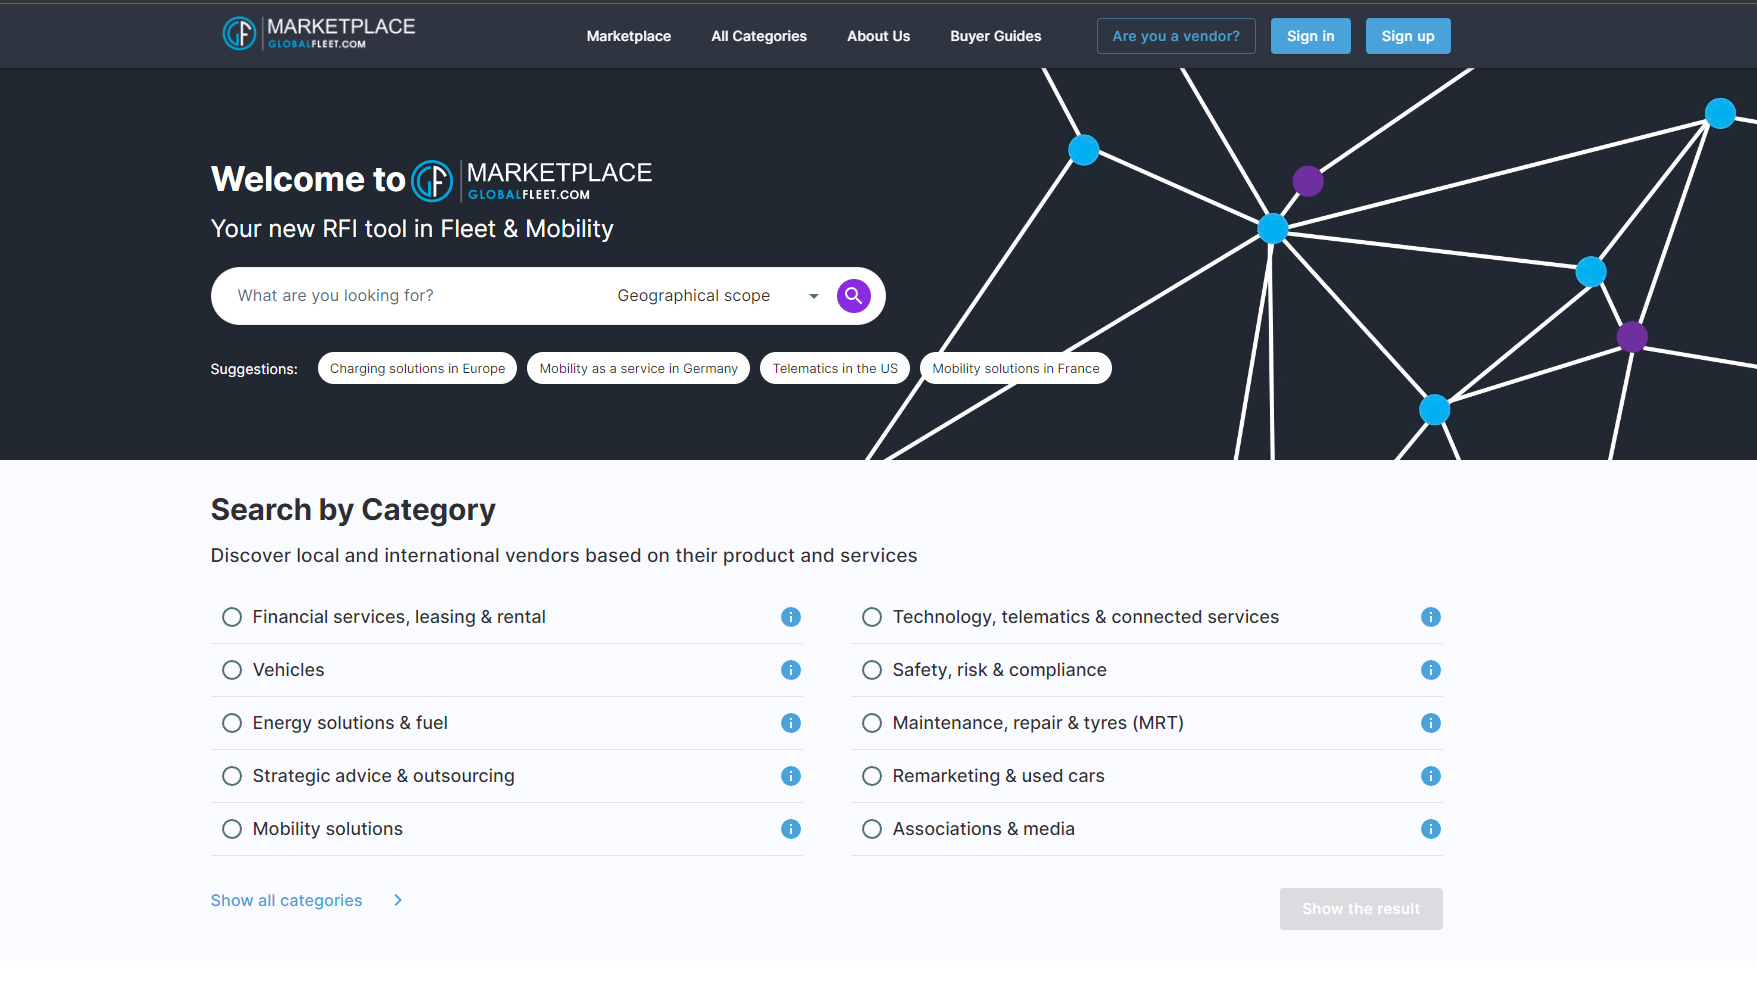 MARKETPLACE
GLOBALFLEET.COM
Marketplace All Categories About Us Buyer Guides Are you a vendor? Sign in Sign up
Welcome to GF MARKETPLACE
GLOBALFLEET.COM
Your new RFI tool in Fleet & Mobility
What are you looking for? Geographical scope
Suggestions: Charging solutions in Europe Mobility as a service in Germany Telematics in the US Mobility solutions in France
Search by Category
Discover local and international vendors based on their product and services
Financial services, leasing & rental
Vehicles
Energy solutions & fuel
Strategic advice & outsourcing
Mobility solutions
Technology, telematics & connected services
Safety, risk & compliance
Maintenance, repair & tyres (MRT)
Remarketing & used cars
Associations & media
Show all categories
Show the result